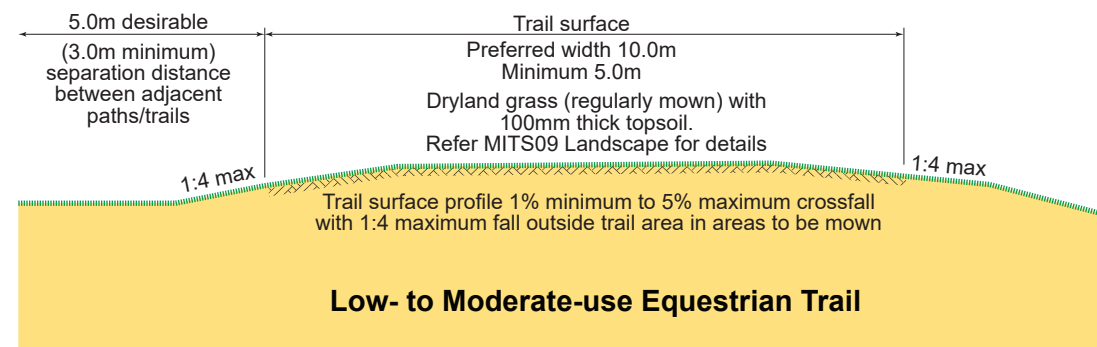 5.0m desirable
(3.0m minimum)
separation distance
between adjacent
paths/trails
Trail surface
Preferred width 10.0m
Minimum 5.0m
Dryland grass (regularly mown) with
100mm thick topsoil.
Refer MITS09 Landscape for details
1:4 max
1:4 max
Trail surface profile 1% minimum to 5% maximum crossfall
with 1:4 maximum fall outside trail area in areas to be mown
Low- to Moderate-use Equestrian Trail